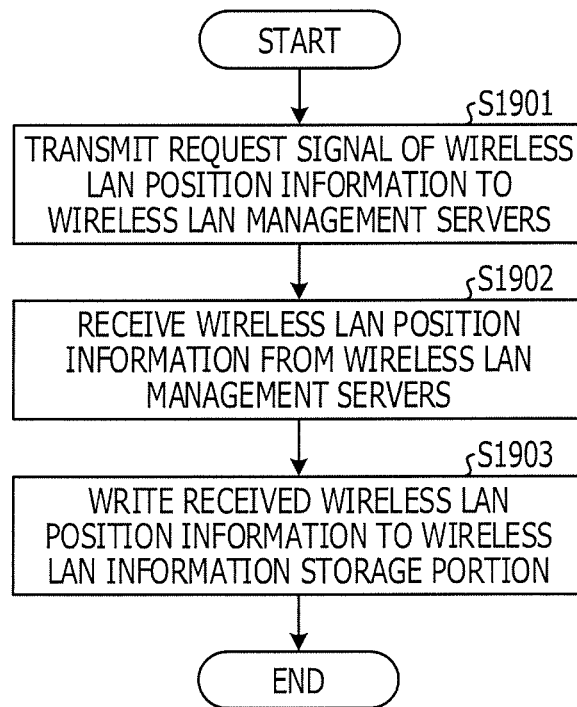 START
S1901
TRANSMIT REQUEST SIGNAL OF WIRELESS
LAN POSITION INFORMATION TO
WIRELESS LAN MANAGEMENT SERVERS
S1902
RECEIVE WIRELESS LAN POSITION
INFORMATION FROM WIRELESS LAN
MANAGEMENT SERVERS
S1903
WRITE RECEIVED WIRELESS LAN
POSITION INFORMATION TO WIRELESS
LAN INFORMATION STORAGE PORTION
END